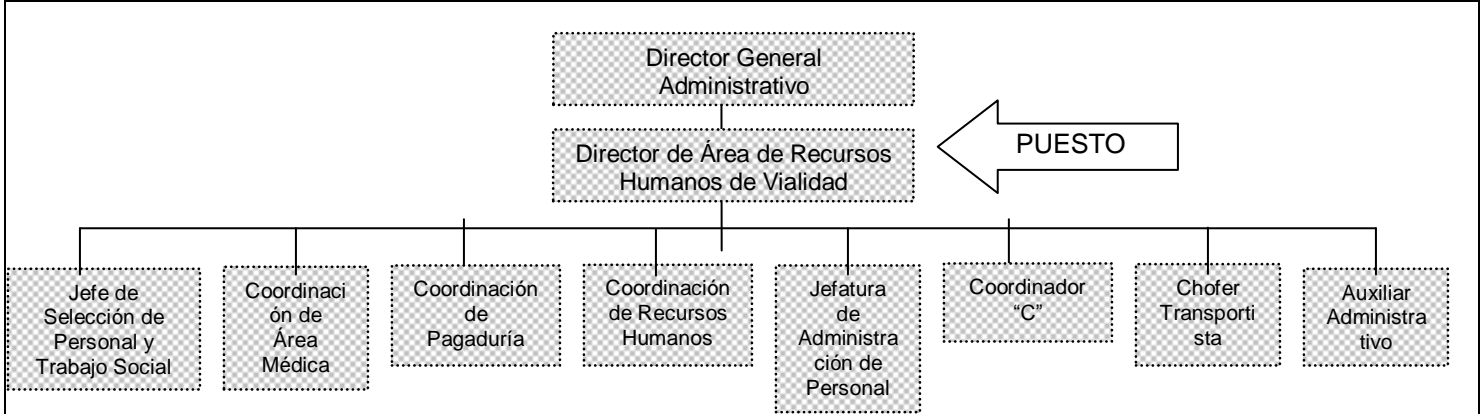 Director General
Administrativo
Director de Área de Recursos
Humanos de Vialidad
PUESTO
Jefe de
Selección de
Personal y
Trabajo Social
Coordinaci
ón de
Área
Médica
Coordinación
de
Pagaduría
Coordinación
de Recursos
Humanos
Jefatura
de
Administra
ción de
Personal
Coordinador
“C”
Chofer
Transporti
sta
Auxiliar
Administra
tivo